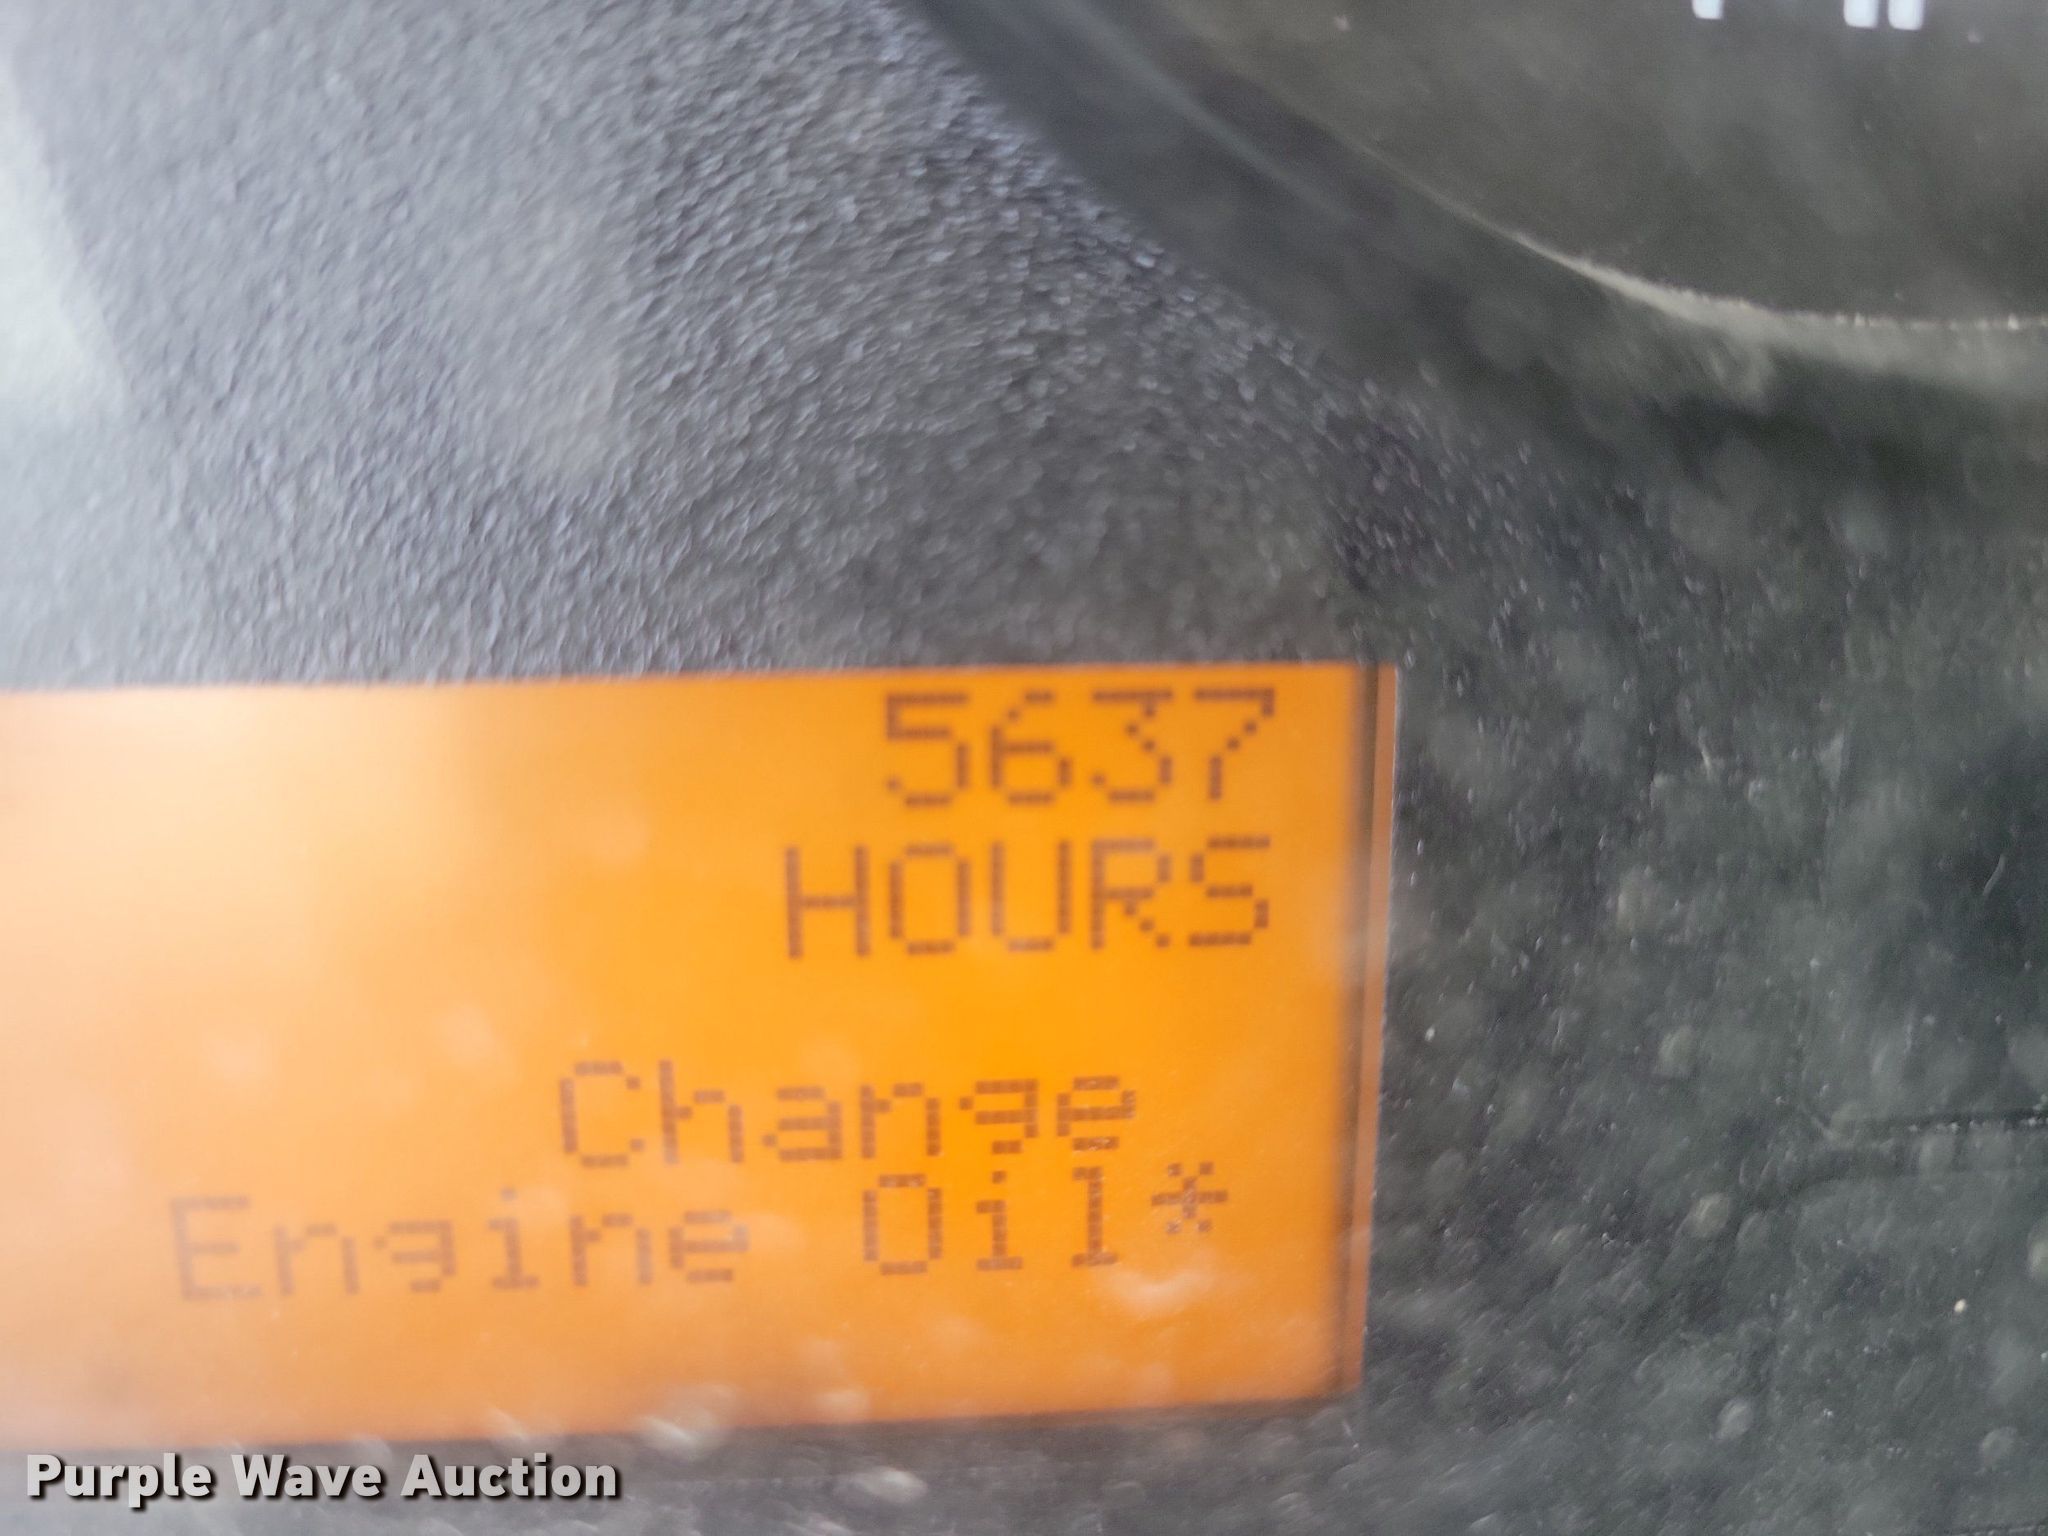 5637
HOURS
Change
Engine Oil*
Purple Wave Auction